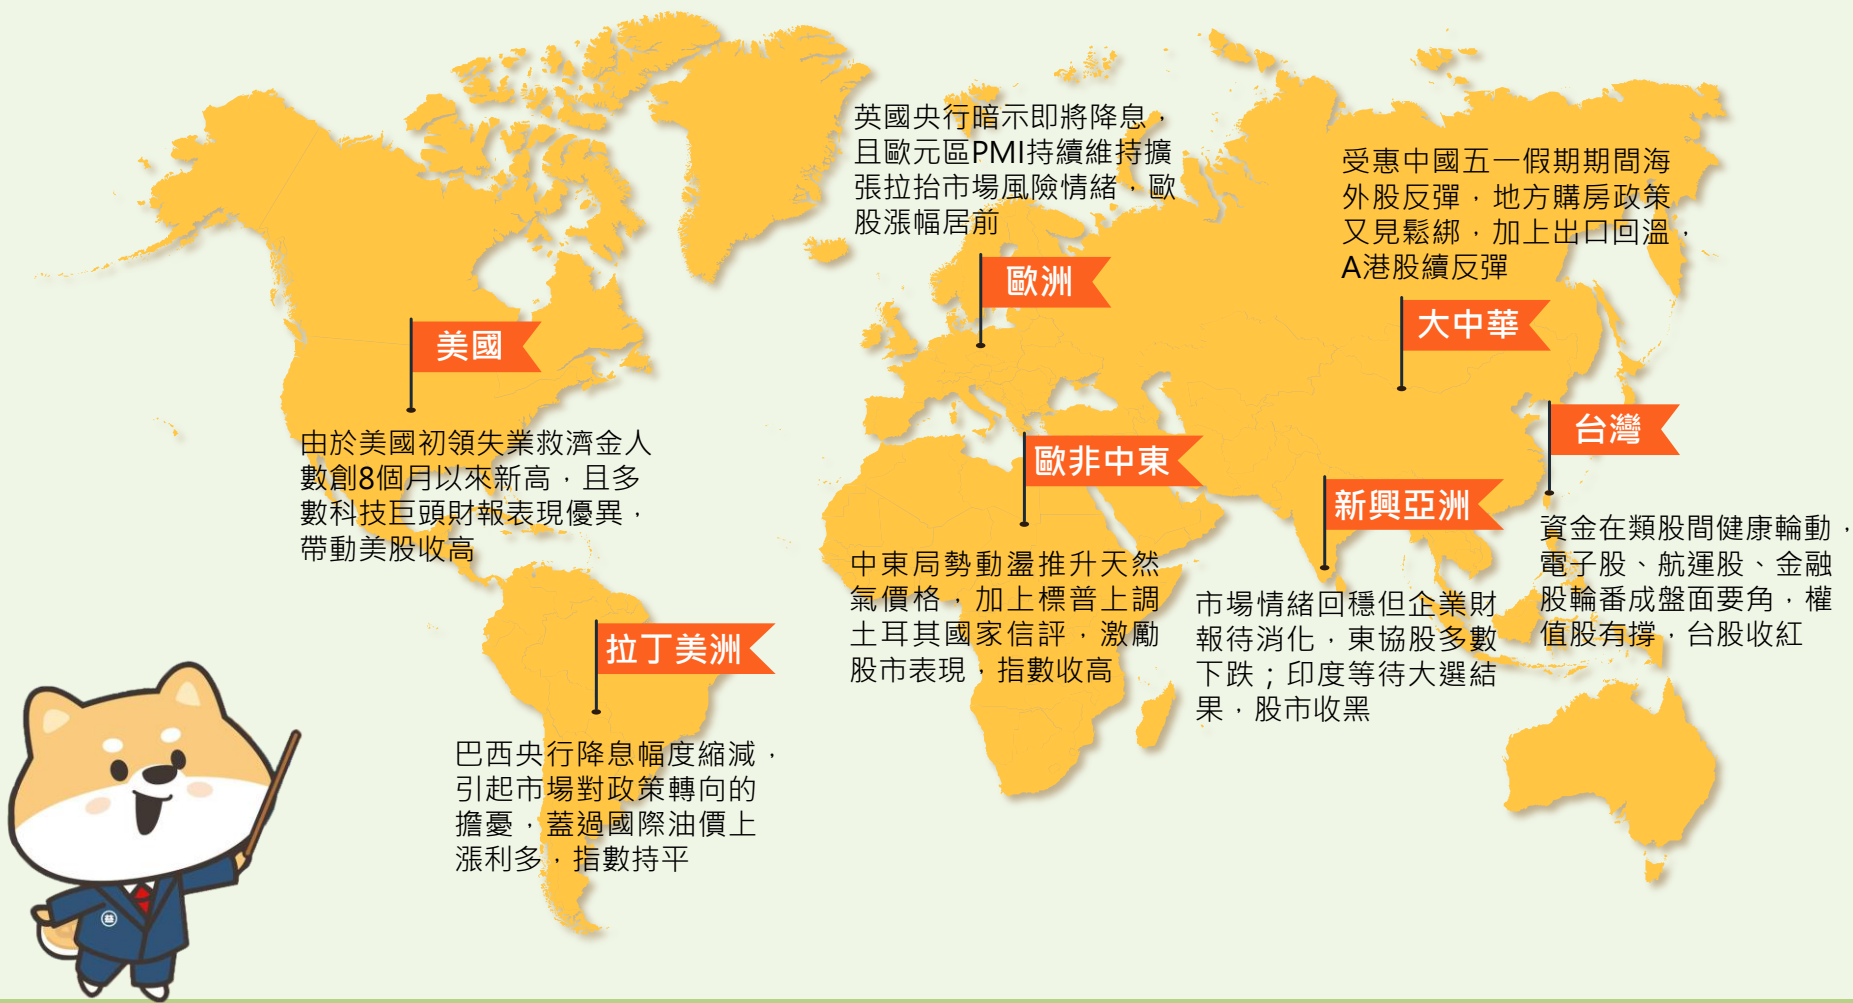 英國央行暗示即將降息，
且歐元區PMI持續維持擴
張拉抬市場風險情緒，歐
股漲幅居前
歐洲
受惠中國五一假期期間海
外股反彈，地方購房政策
又見鬆綁，加上出口回溫，
A港股續反彈
大中華
美國
由於美國初領失業救濟金人
數創8個月以來新高，且多
數科技巨頭財報表現優異，
帶動美股收高
歐非中東
中東局勢動盪推升天然
氣價格，加上標普上調
土耳其國家信評，激勵
股市表現，指數收高
新興亞洲
市場情緒回穩但企業財
報待消化，東協股多數
下跌；印度等待大選結
果，股市收黑
台灣
資金在類股間健康輪動，
電子股、航運股、金融
股輪番成盤面要角，權
值股有撐，台股收紅
拉丁美洲
巴西央行降息幅度縮減，
引起市場對政策轉向的
擔憂，蓋過國際油價上
漲利多，指數持平